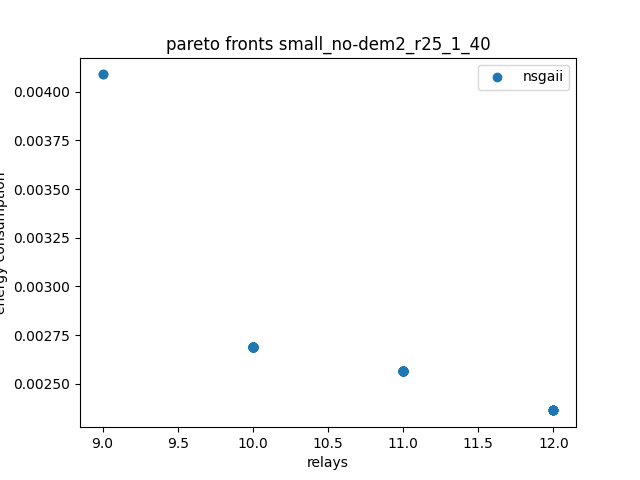 pareto fronts small_no-dem2_r25_1_40
nsgaii
0.00400
0.00375
0.00350
0.00325
0.00300
0.00275
0.00250
energy consumption
9.0 9.5 10.0 10.5 11.0 11.5 12.0
relays